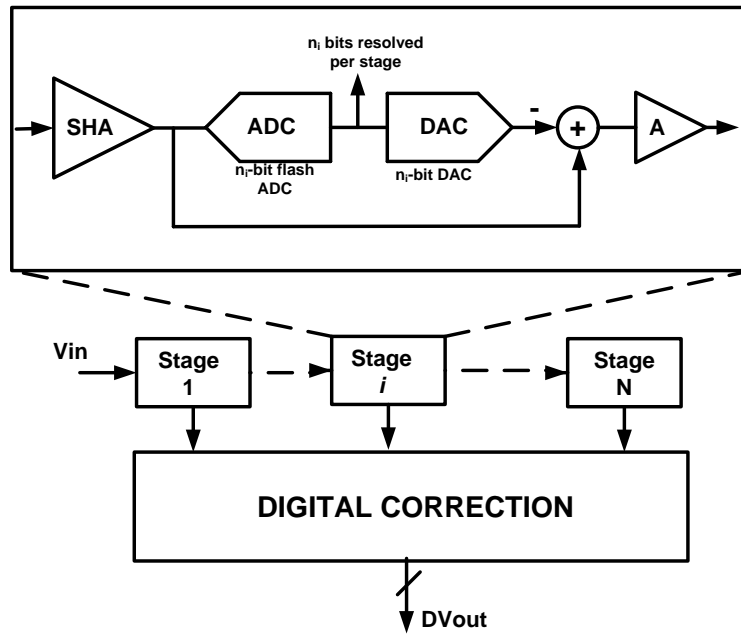 nᵢ bits resolved
per stage
SHA
ADC
DAC
-
+
A
nᵢ-bit flash
ADC
nᵢ-bit DAC
Vin
Stage
1
Stage
i
Stage
N
DIGITAL CORRECTION
DVout